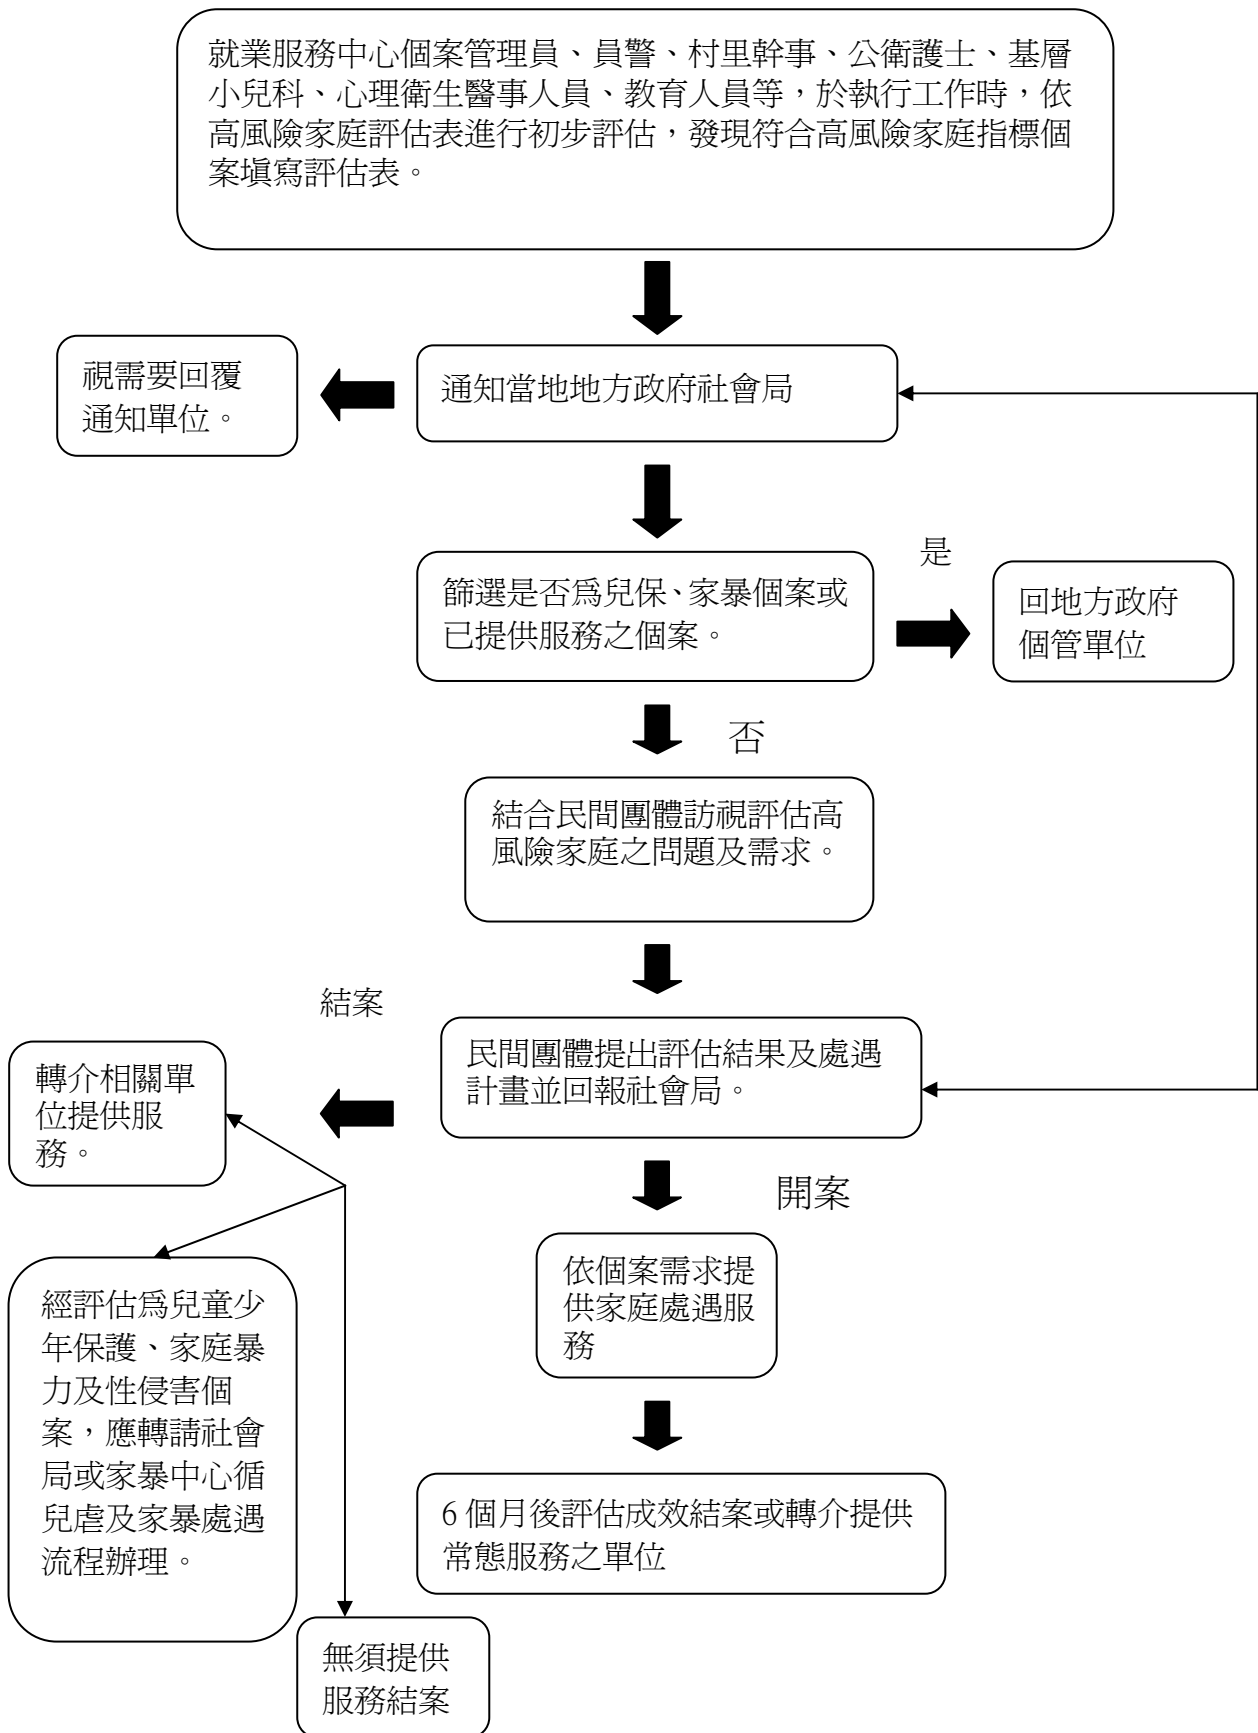 就業服務中心個案管理員、員警、村里幹事、公衛護士、基層
小兒科、心理衛生醫事人員、教育人員等，於執行工作時，依
高風險家庭評估表進行初步評估，發現符合高風險家庭指標個
案填寫評估表。
視需要回覆
通知單位。
通知當地地方政府社會局
篩選是否為兒保、家暴個案或
已提供服務之個案。
是
回地方政府
個管單位
否
結合民間團體訪視評估高
風險家庭之問題及需求。
結案
民間團體提出評估結果及處遇
計畫並回報社會局。
轉介相關單
位提供服
務。
開案
依個案需求提
供家庭處遇服
務
經評估為兒童少
年保護、家庭暴
力及性侵害個
案，應轉請社會
局或家暴中心循
兒虐及家暴處遇
流程辦理。
6 個月後評估成效結案或轉介提供
常態服務之單位
無須提供
服務結案